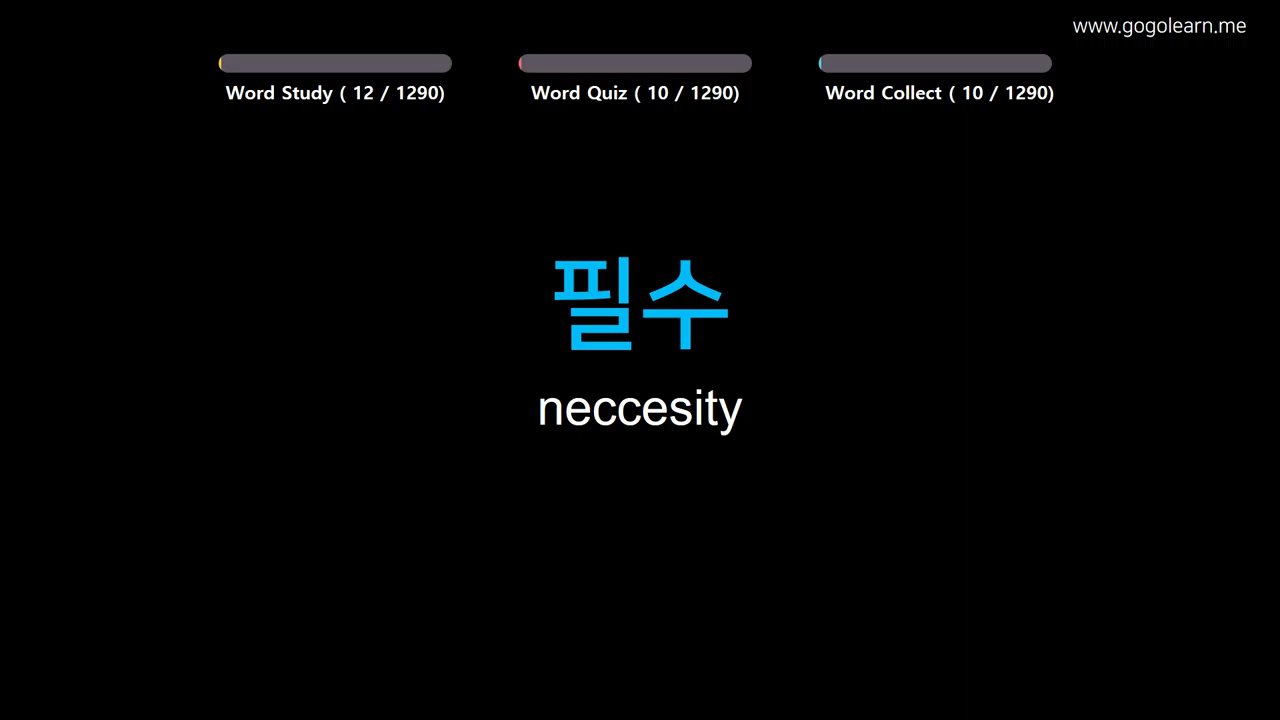 www.gogolearn.me
Word Study ( 12 / 1290)
Word Quiz ( 10 / 1290)
Word Collect ( 10 / 1290)
필수
neccesity